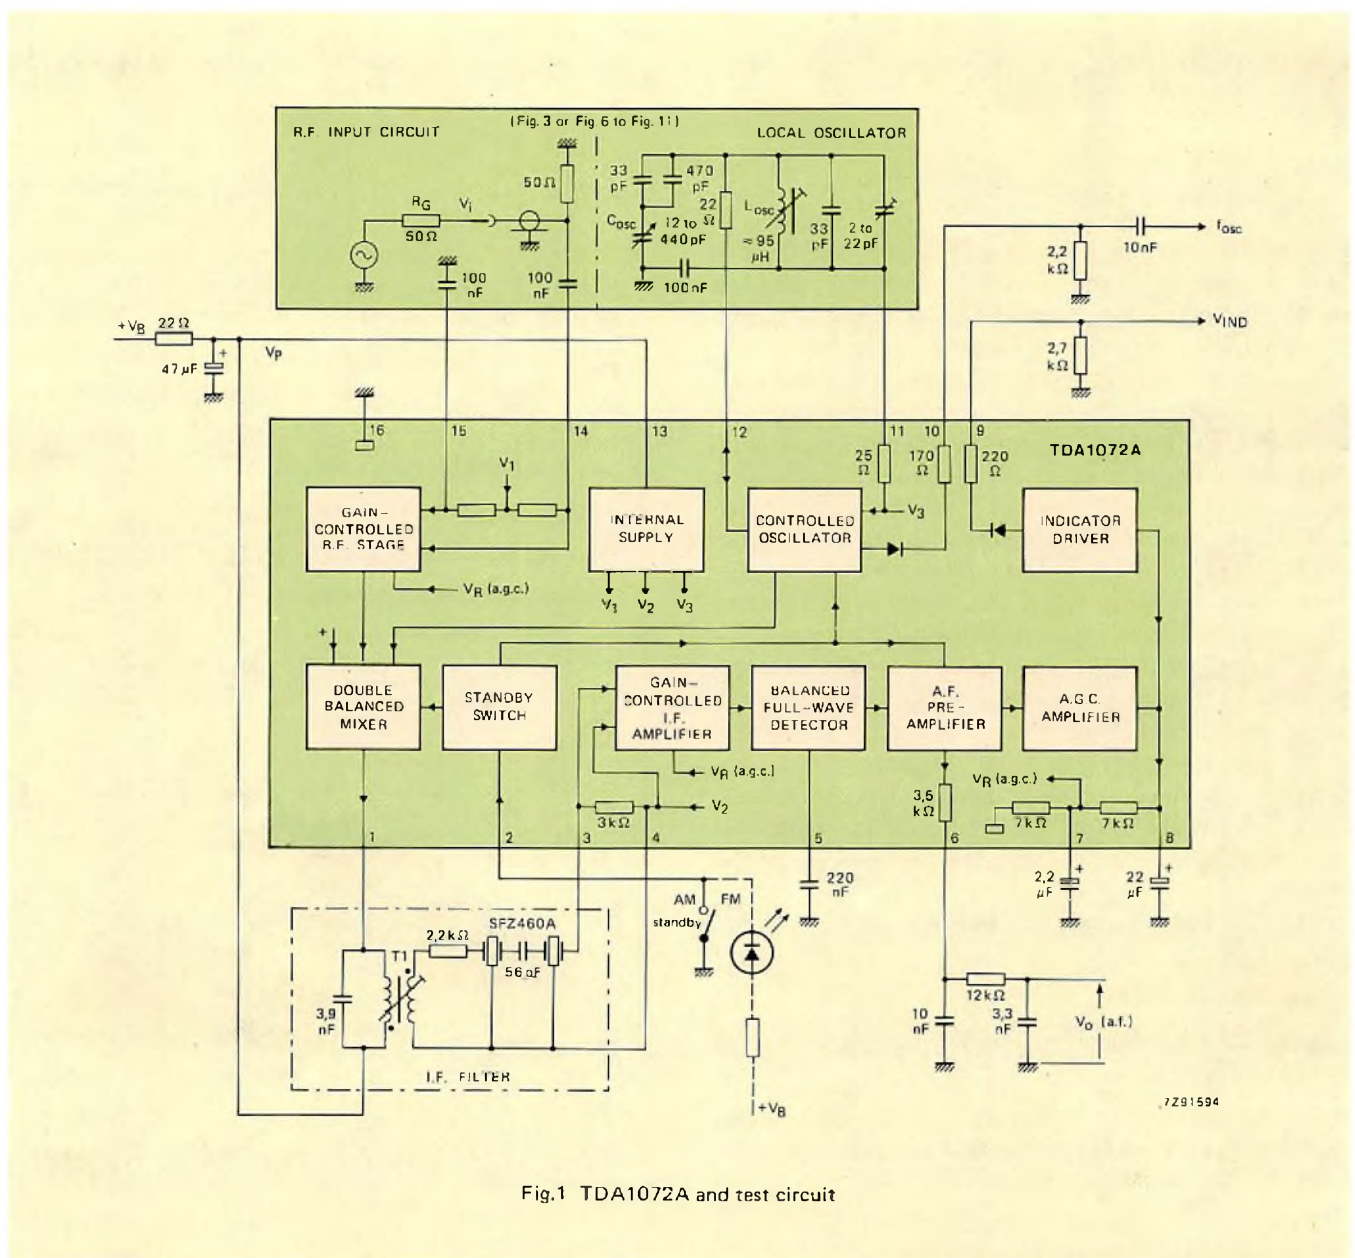 (Fig. 3 or Fig. 6 to Fig. 11)
R.F. INPUT CIRCUIT
LOCAL OSCILLATOR
50Ω
33 pF
470 pF
RG
50Ω
Vi
Cosc
12 to 440pF
22 Ω
Losc
≈ 95 μH
33 pF
2 to 22pF
100 nF
100 nF
100nF
fosc
10nF
2,2 kΩ
VIND
2,7 kΩ
+VB
22Ω
47μF
+
VP
16
15
14
13
12
11
10
9
TDA1072A
V1
25 Ω
170 Ω
220 Ω
GAIN–
CONTROLLED
R.F. STAGE
INTERNAL
SUPPLY
CONTROLLED
OSCILLATOR
V3
INDICATOR
DRIVER
VR (a.g.c.)
V1
V2
V3
+
DOUBLE
BALANCED
MIXER
STANDBY
SWITCH
GAIN–
CONTROLLED
I.F.
AMPLIFIER
BALANCED
FULL–WAVE
DETECTOR
A.F.
PRE–
AMPLIFIER
A.G.C.
AMPLIFIER
VR (a.g.c.)
V2
3kΩ
3,5 kΩ
VR (a.g.c.)
7kΩ
7kΩ
1
2
3
4
5
6
7
8
220 nF
2,2 μF
+
22 μF
+
AM
FM
standby
SFZ460A
2,2kΩ
T1
56pF
3,9 nF
I.F. FILTER
10 nF
12kΩ
3,3 nF
Vo (a.f.)
+VB
7Z91594
Fig.1 TDA1072A and test circuit